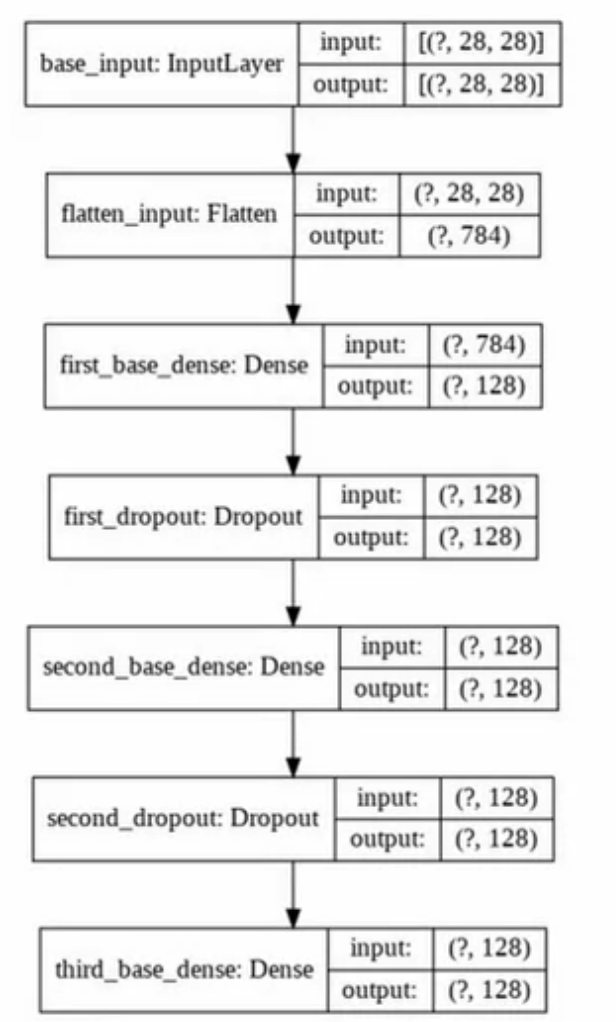 base_input: InputLayer
input: [(?, 28, 28)]
output: [(?, 28, 28)]
flatten_input: Flatten
input: (?, 28, 28)
output: (?, 784)
first_base_dense: Dense
input: (?, 784)
output: (?, 128)
first_dropout: Dropout
input: (?, 128)
output: (?, 128)
second_base_dense: Dense
input: (?, 128)
output: (?, 128)
second_dropout: Dropout
input: (?, 128)
output: (?, 128)
third_base_dense: Dense
input: (?, 128)
output: (?, 128)